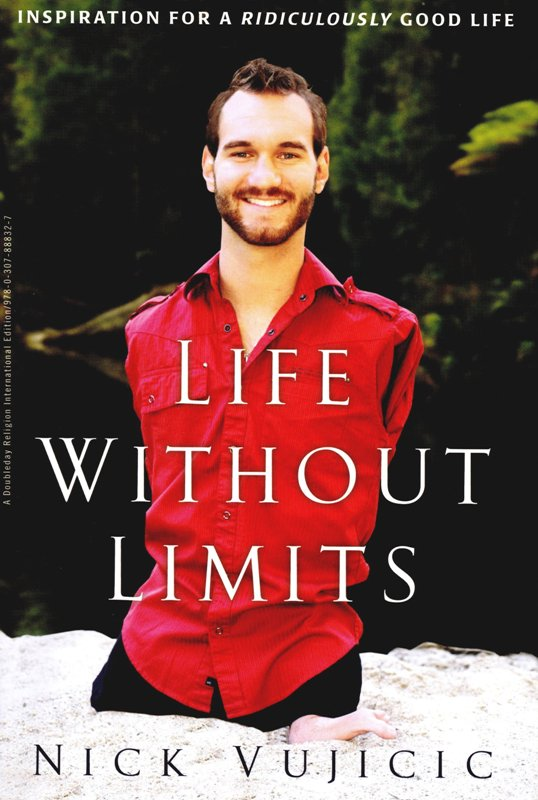 INSPIRATION FOR A RIDICULOUSLY GOOD LIFE
A Doubleday Religion International Edition/978-0-307-88832-7
LIFE
WITHOUT
LIMITS
NICK VUJICIC